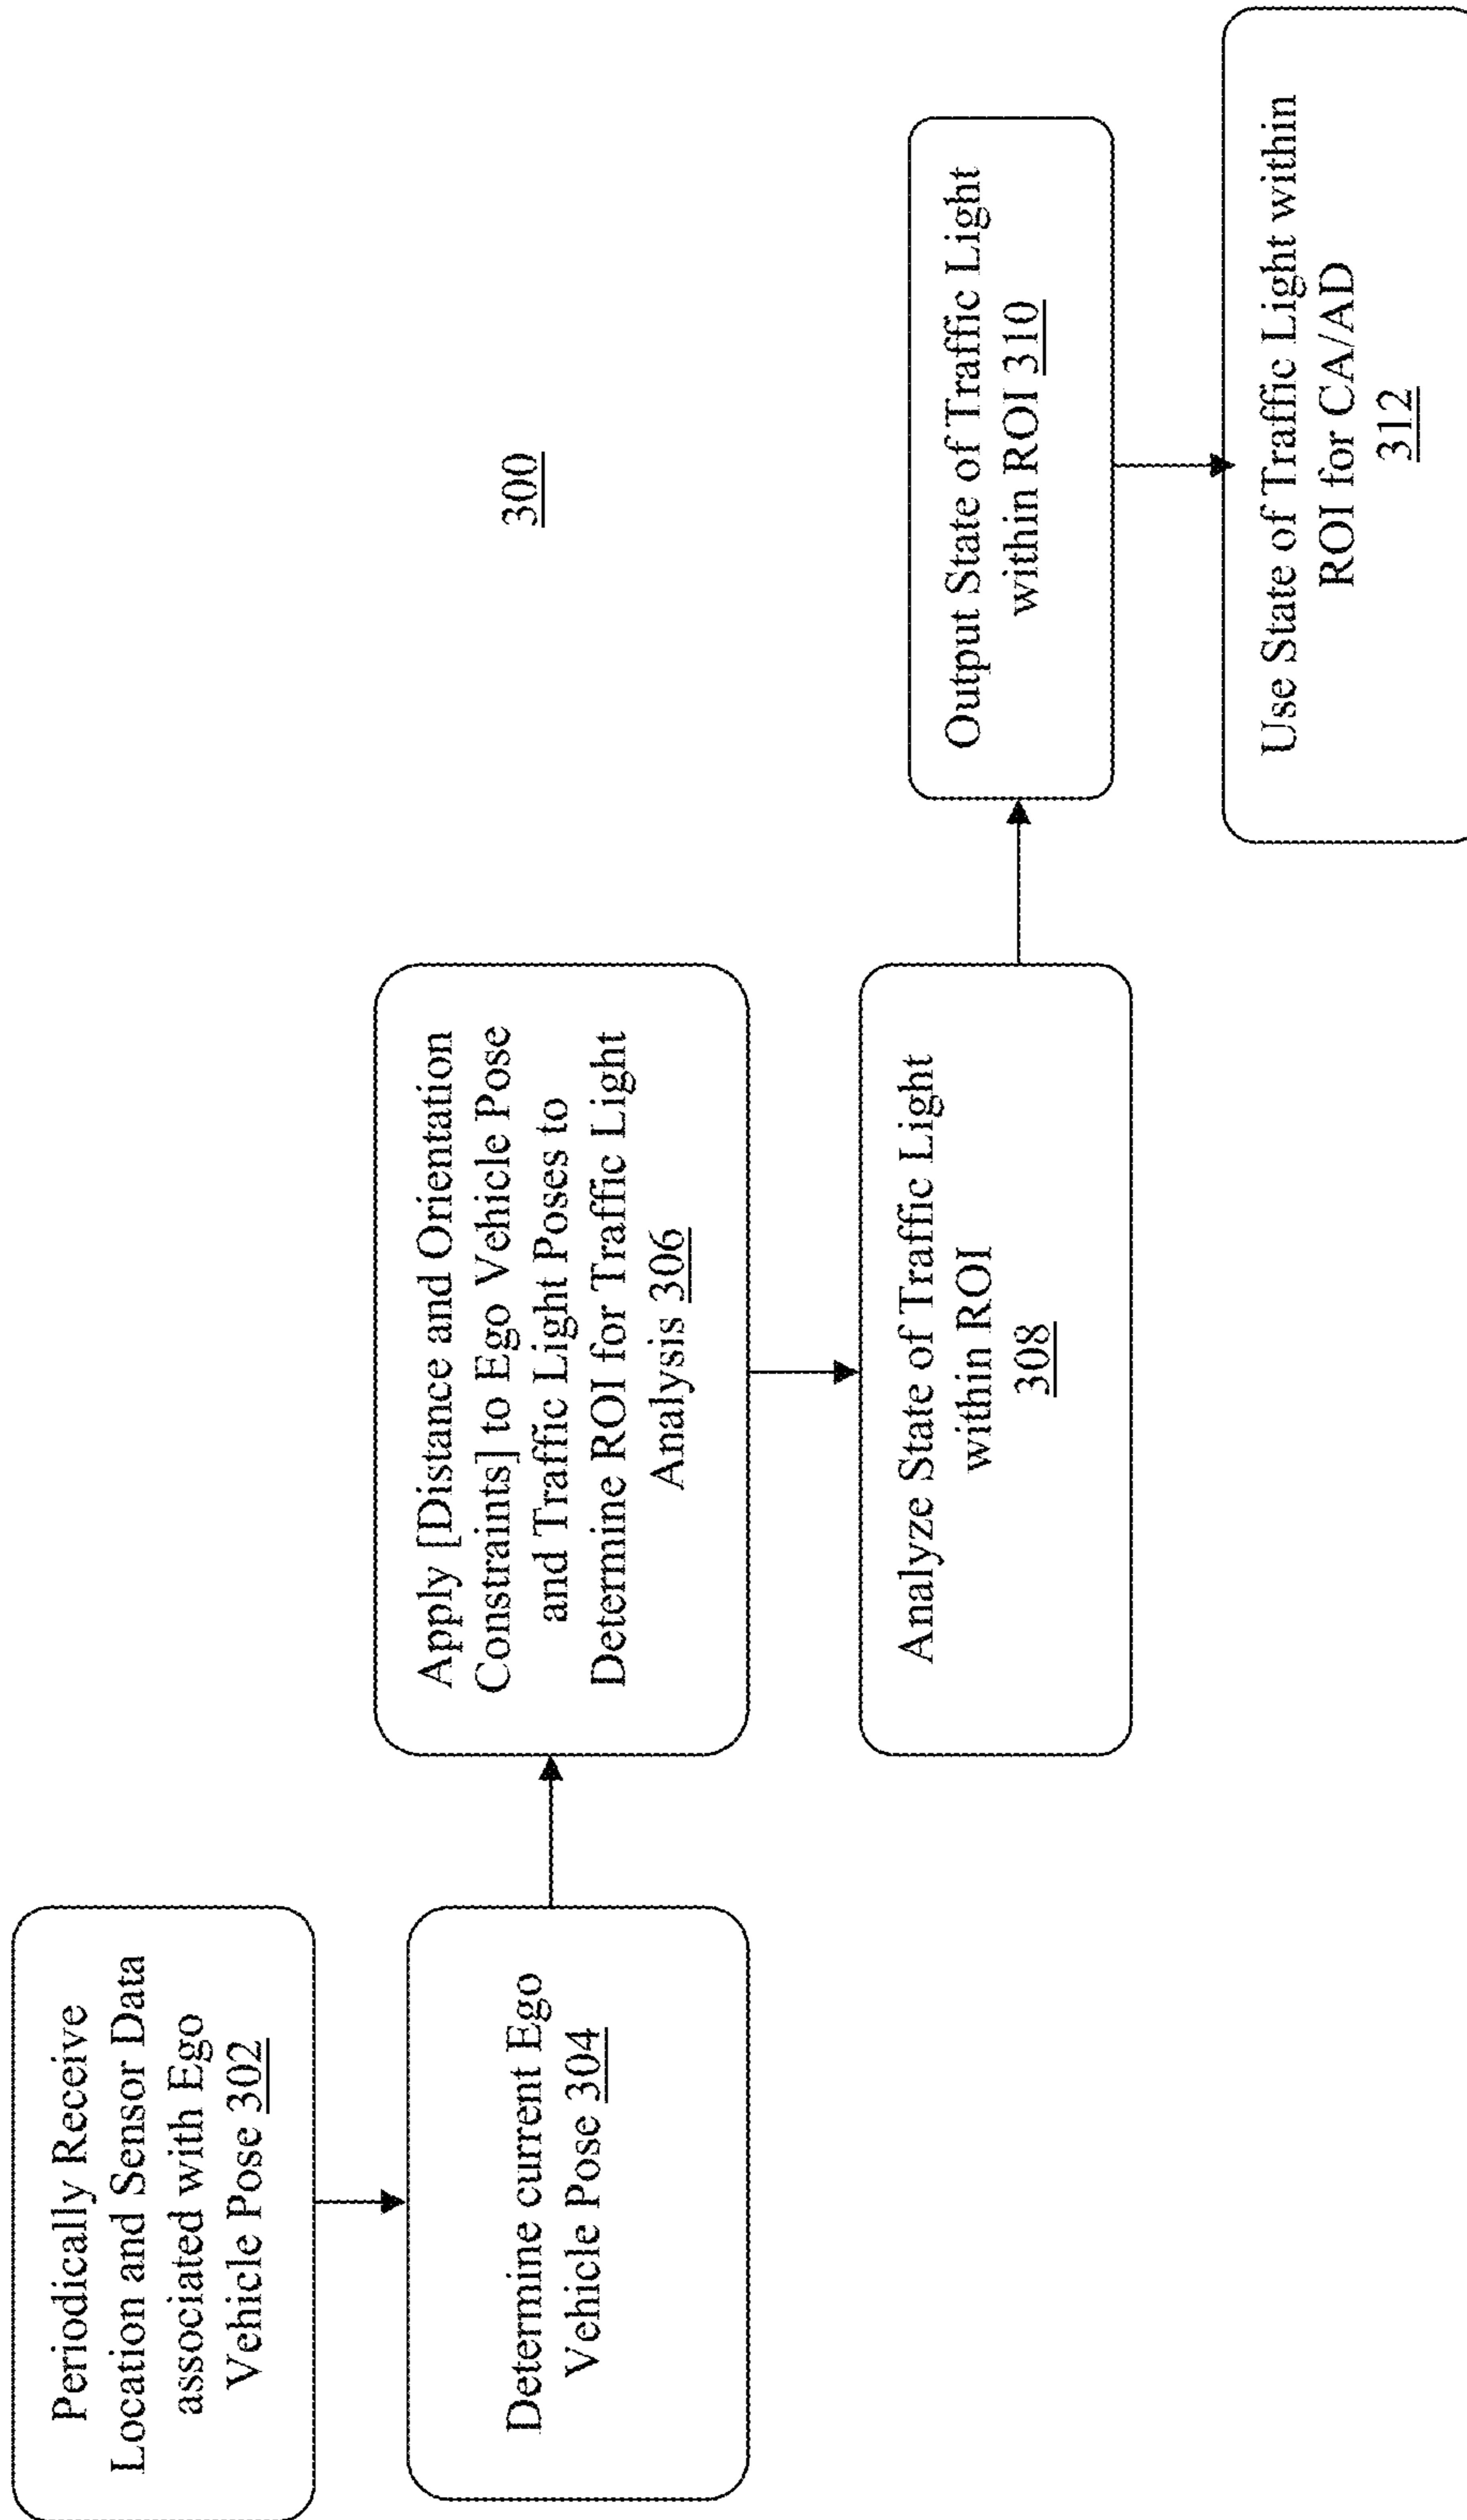 Periodically Receive
Location and Sensor Data
associated with Ego
Vehicle Pose 302
Determine current Ego
Vehicle Pose 304
Apply [Distance and Orientation
Constraints] to Ego Vehicle Pose
and Traffic Light Poses to
Determine ROI for Traffic Light
Analysis 306
Analyze State of Traffic Light
within ROI
308
300
Output State of Traffic Light
within ROI 310
Use State of Traffic Light within
ROI for CA/AD
312